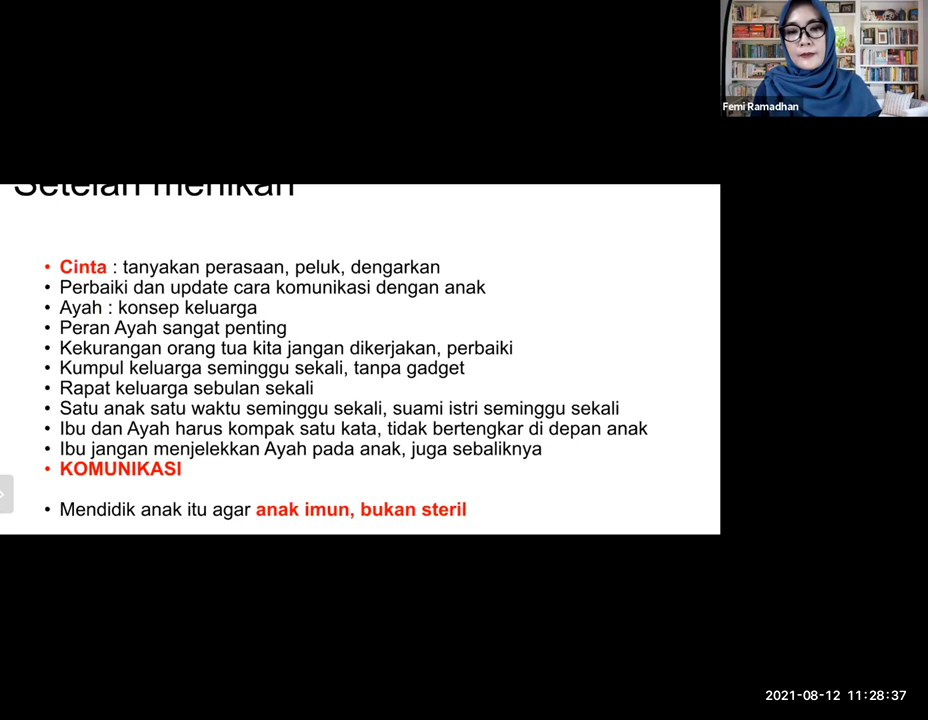 Femi Ramadhan
Setelah menikah
Cinta : tanyakan perasaan, peluk, dengarkan
Perbaiki dan update cara komunikasi dengan anak
Ayah : konsep keluarga
Peran Ayah sangat penting
Kekurangan orang tua kita jangan dikerjakan, perbaiki
Kumpul keluarga seminggu sekali, tanpa gadget
Rapat keluarga sebulan sekali
Satu anak satu waktu seminggu sekali, suami istri seminggu sekali
Ibu dan Ayah harus kompak satu kata, tidak bertengkar di depan anak
Ibu jangan menjelekkan Ayah pada anak, juga sebaliknya
KOMUNIKASI
Mendidik anak itu agar anak imun, bukan steril
2021-08-12 11:28:37